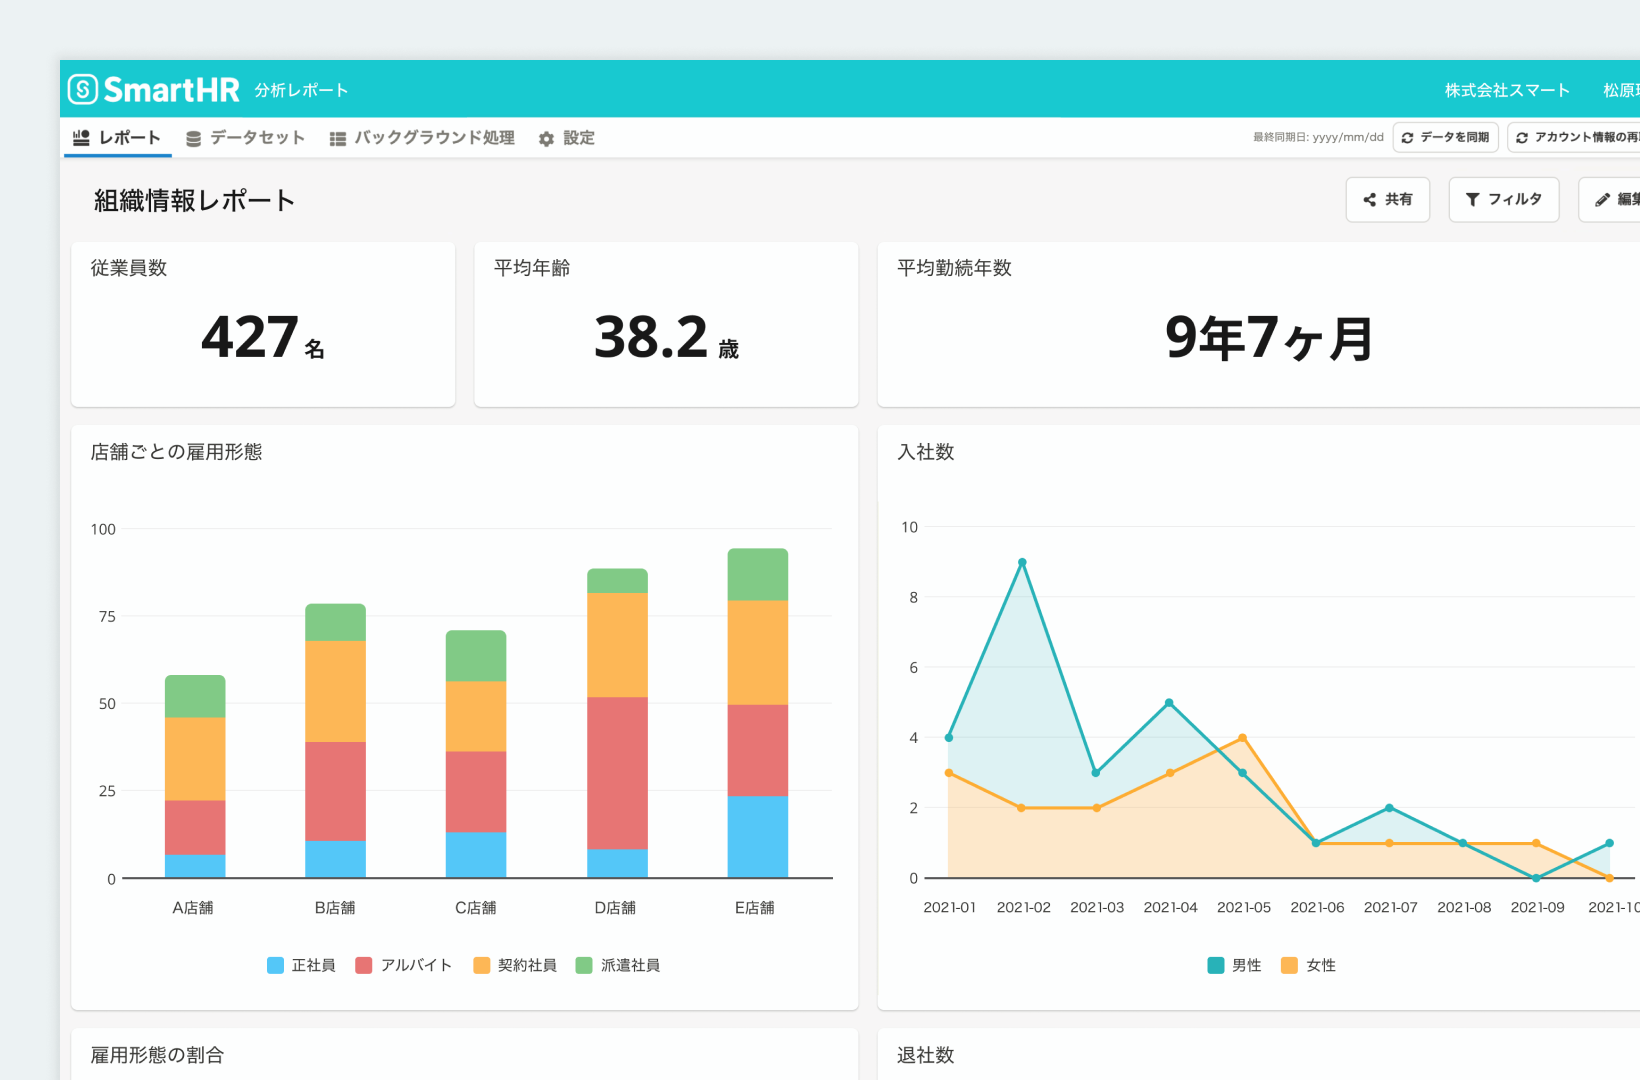 SmartHR 分析レポート 株式会社スマート 松原
レポート データセット バックグラウンド処理 設定 最終同期日: yyyy/mm/dd データを同期 アカウント情報の再
組織情報レポート 共有 フィルタ 編集
従業員数 平均年齢 平均勤続年数
427名 38.2歳 9年7ヶ月
店舗ごとの雇用形態
100
75
50
25
0
A店舗 B店舗 C店舗 D店舗 E店舗
正社員 アルバイト 契約社員 派遣社員
入社数
10
8
6
4
2
0
2021-01 2021-02 2021-03 2021-04 2021-05 2021-06 2021-07 2021-08 2021-09 2021-10
男性 女性
雇用形態の割合 退社数